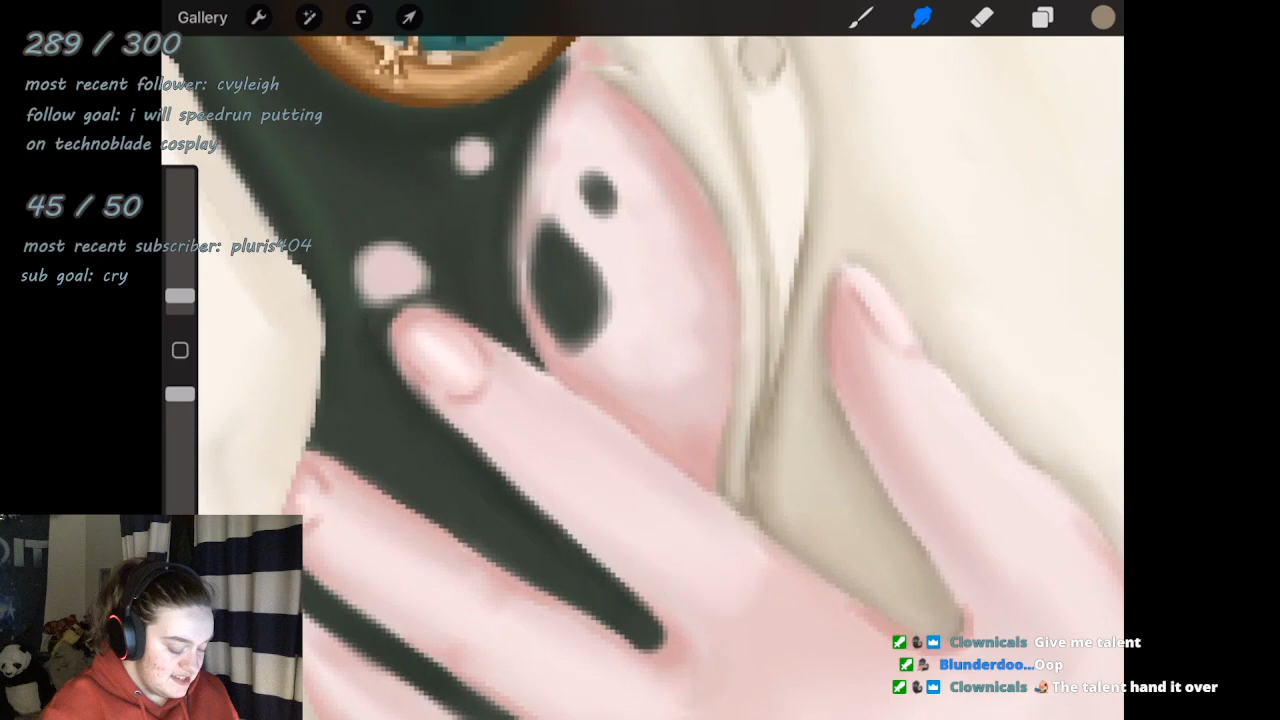 Gallery
289 / 300
most recent follower: cvyleigh
follow goal: i will speedrun putting
on technoblade cosplay
45 / 50
most recent subscriber: pluris404
sub goal: cry
Clownicals Give me talent
Blunderdoo...Oop
Clownicals The talent hand it over